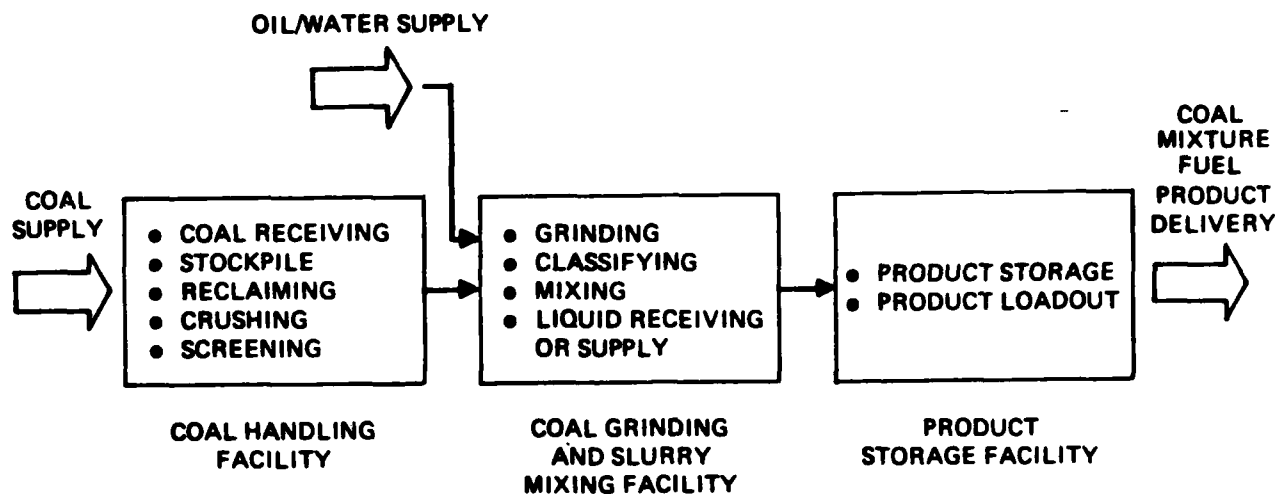 OIL/WATER SUPPLY
COAL
SUPPLY
● COAL RECEIVING
● STOCKPILE
● RECLAIMING
● CRUSHING
● SCREENING
COAL HANDLING
FACILITY
● GRINDING
● CLASSIFYING
● MIXING
● LIQUID RECEIVING
OR SUPPLY
COAL GRINDING
AND SLURRY
MIXING FACILITY
● PRODUCT STORAGE
● PRODUCT LOADOUT
PRODUCT
STORAGE FACILITY
COAL
MIXTURE
FUEL
PRODUCT
DELIVERY